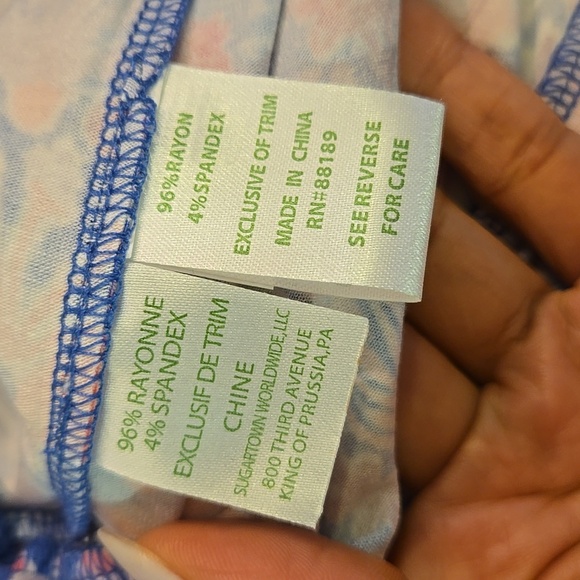 96%RAYON
4%SPANDEX
EXCLUSIVE OF TRIM
MADE IN CHINA
RN#88189
SEE REVERSE
FOR CARE
96% RAYONNE
4% SPANDEX
EXCLUSIF DE TRIM
CHINE
SUGARTOWN WORLDWIDE,LLC
800 THIRD AVENUE
KING OF PRUSSIA,PA